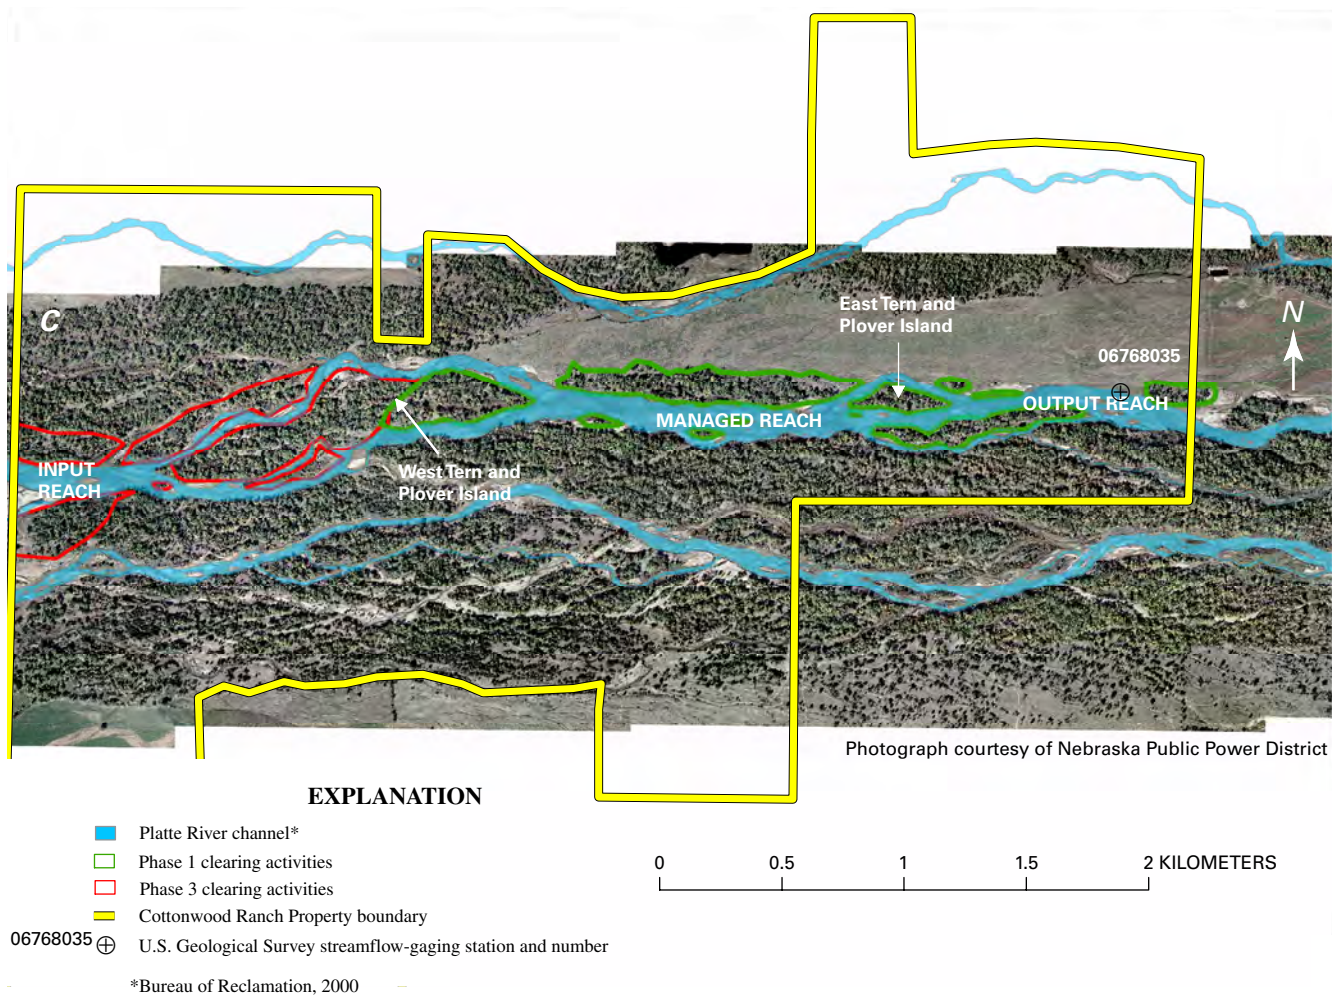 C
East Tern and
Plover Island
N
06768035
OUTPUT REACH
MANAGED REACH
INPUT
REACH
West Tern and
Plover Island
Photograph courtesy of Nebraska Public Power District
EXPLANATION
Platte River channel*
Phase 1 clearing activities
Phase 3 clearing activities
Cottonwood Ranch Property boundary
06768035 U.S. Geological Survey streamflow-gaging station and number
*Bureau of Reclamation, 2000
0 0.5 1 1.5 2 KILOMETERS